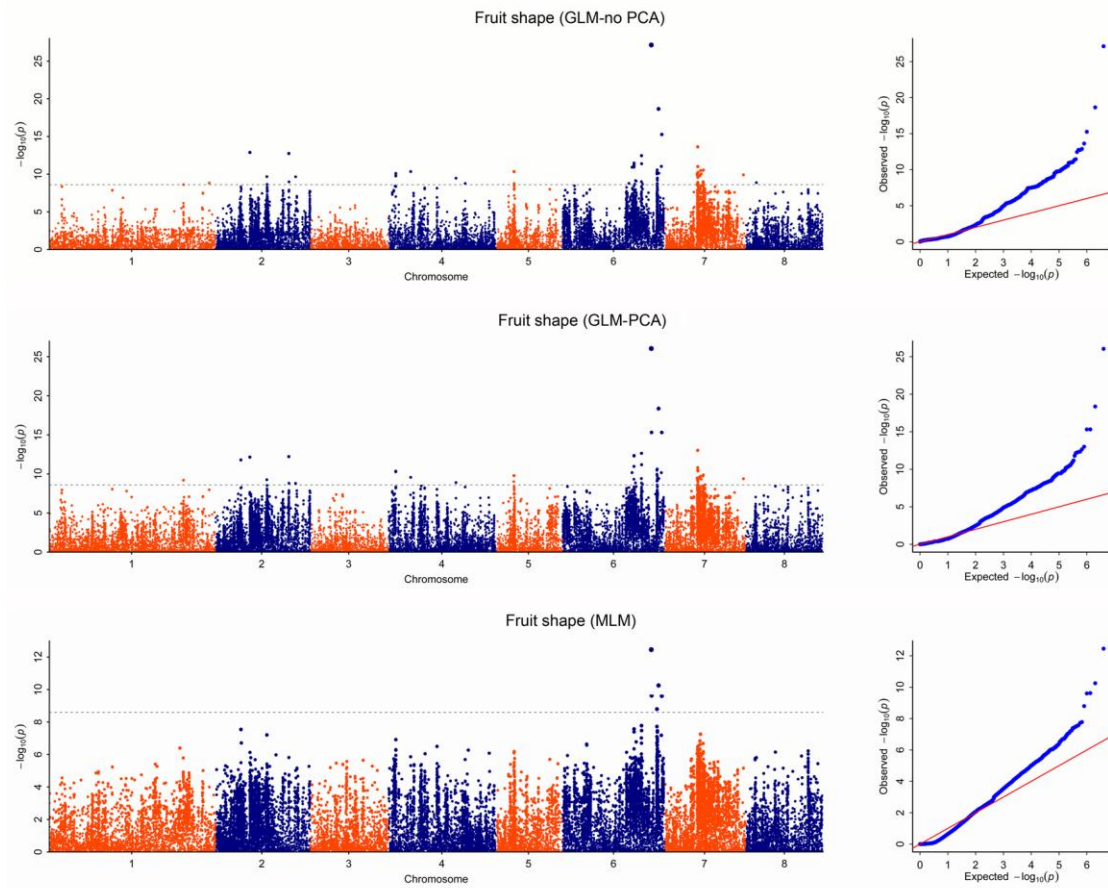 Fruit shape (GLM-no PCA)
−log10(p)
0 5 10 15 20 25
1 2 3 4 5 6 7 8
Chromosome
Observed −log10(p)
0 5 10 15 20 25
0 1 2 3 4 5 6
Expected −log10(p)
Fruit shape (GLM-PCA)
−log10(p)
0 5 10 15 20 25
1 2 3 4 5 6 7 8
Chromosome
Observed −log10(p)
0 5 10 15 20 25
0 1 2 3 4 5 6
Expected −log10(p)
Fruit shape (MLM)
−log10(p)
0 2 4 6 8 10 12
1 2 3 4 5 6 7 8
Chromosome
Observed −log10(p)
0 2 4 6 8 10 12
0 1 2 3 4 5 6
Expected −log10(p)